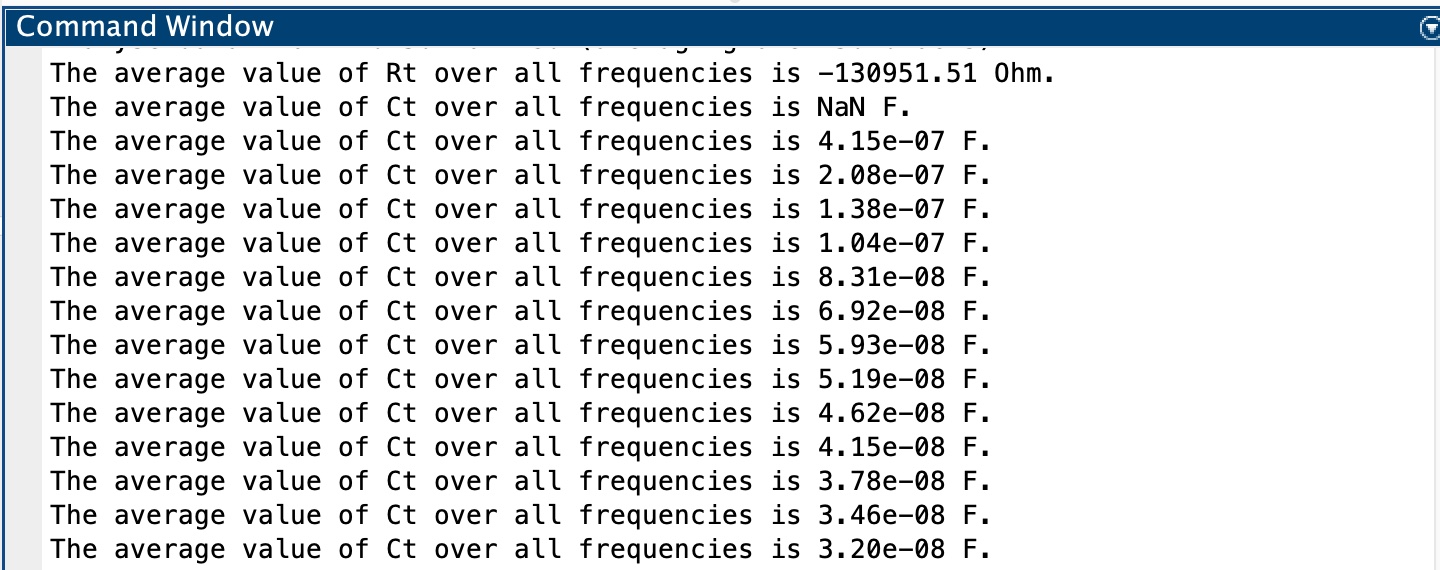 Command Window
The average value of Rt over all frequencies is -130951.51 Ohm.
The average value of Ct over all frequencies is NaN F.
The average value of Ct over all frequencies is 4.15e-07 F.
The average value of Ct over all frequencies is 2.08e-07 F.
The average value of Ct over all frequencies is 1.38e-07 F.
The average value of Ct over all frequencies is 1.04e-07 F.
The average value of Ct over all frequencies is 8.31e-08 F.
The average value of Ct over all frequencies is 6.92e-08 F.
The average value of Ct over all frequencies is 5.93e-08 F.
The average value of Ct over all frequencies is 5.19e-08 F.
The average value of Ct over all frequencies is 4.62e-08 F.
The average value of Ct over all frequencies is 4.15e-08 F.
The average value of Ct over all frequencies is 3.78e-08 F.
The average value of Ct over all frequencies is 3.46e-08 F.
The average value of Ct over all frequencies is 3.20e-08 F.